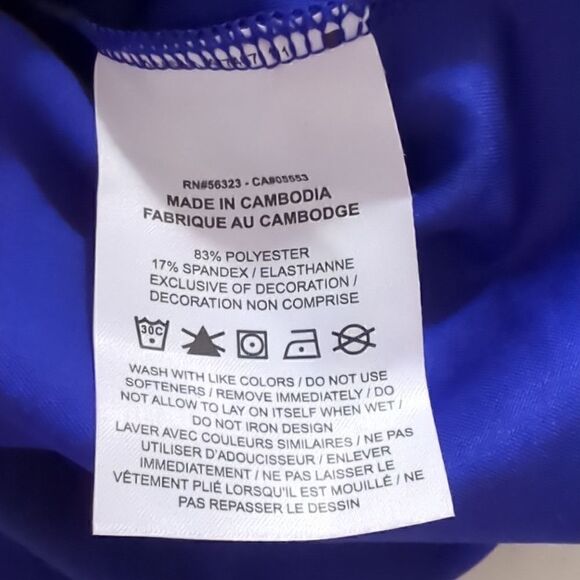 RN#56323 - CA#05553
MADE IN CAMBODIA
FABRIQUE AU CAMBODGE
83% POLYESTER
17% SPANDEX / ELASTHANNE
EXCLUSIVE OF DECORATION /
DECORATION NON COMPRISE
30C
WASH WITH LIKE COLORS / DO NOT USE
SOFTENERS / REMOVE IMMEDIATELY / DO
NOT ALLOW TO LAY ON ITSELF WHEN WET /
DO NOT IRON DESIGN
LAVER AVEC COULEURS SIMILAIRES / NE PAS
UTILISER D'ADOUCISSEUR / ENLEVER
IMMEDIATEMENT / NE PAS LAISSER LE
VÊTEMENT PLIÉ LORSQU'IL EST MOUILLÉ / NE
PAS REPASSER LE DESSIN